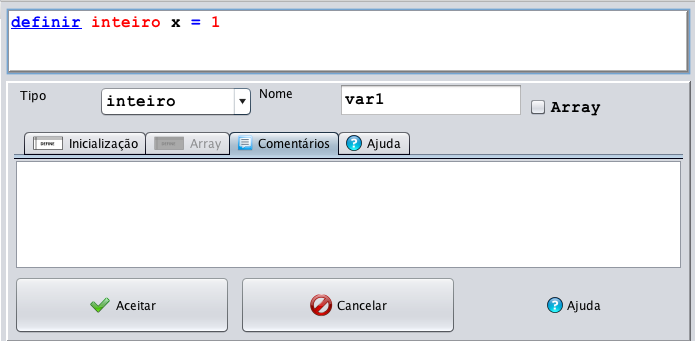 definir inteiro x = 1
Tipo inteiro Nome var1 Array
Inicialização Array Comentários Ajuda
Aceitar Cancelar Ajuda